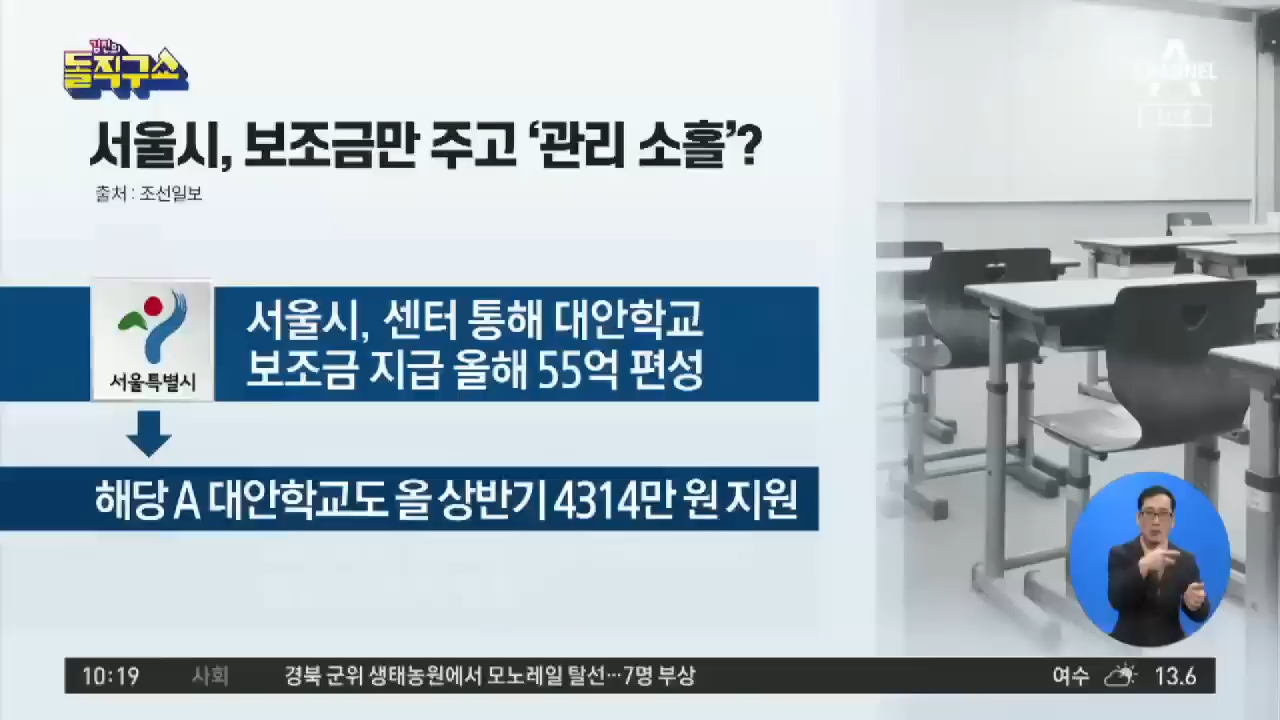 김진의
돌직구쇼
CHANNEL
서울시, 보조금만 주고 ‘관리 소홀’?
출처 : 조선일보
서울특별시
서울시, 센터 통해 대안학교
보조금 지급 올해 55억 편성
해당 A 대안학교도 올 상반기 4314만 원 지원
10:19 사회 경북 군위 생태농원에서 모노레일 탈선…7명 부상 여수 13.6